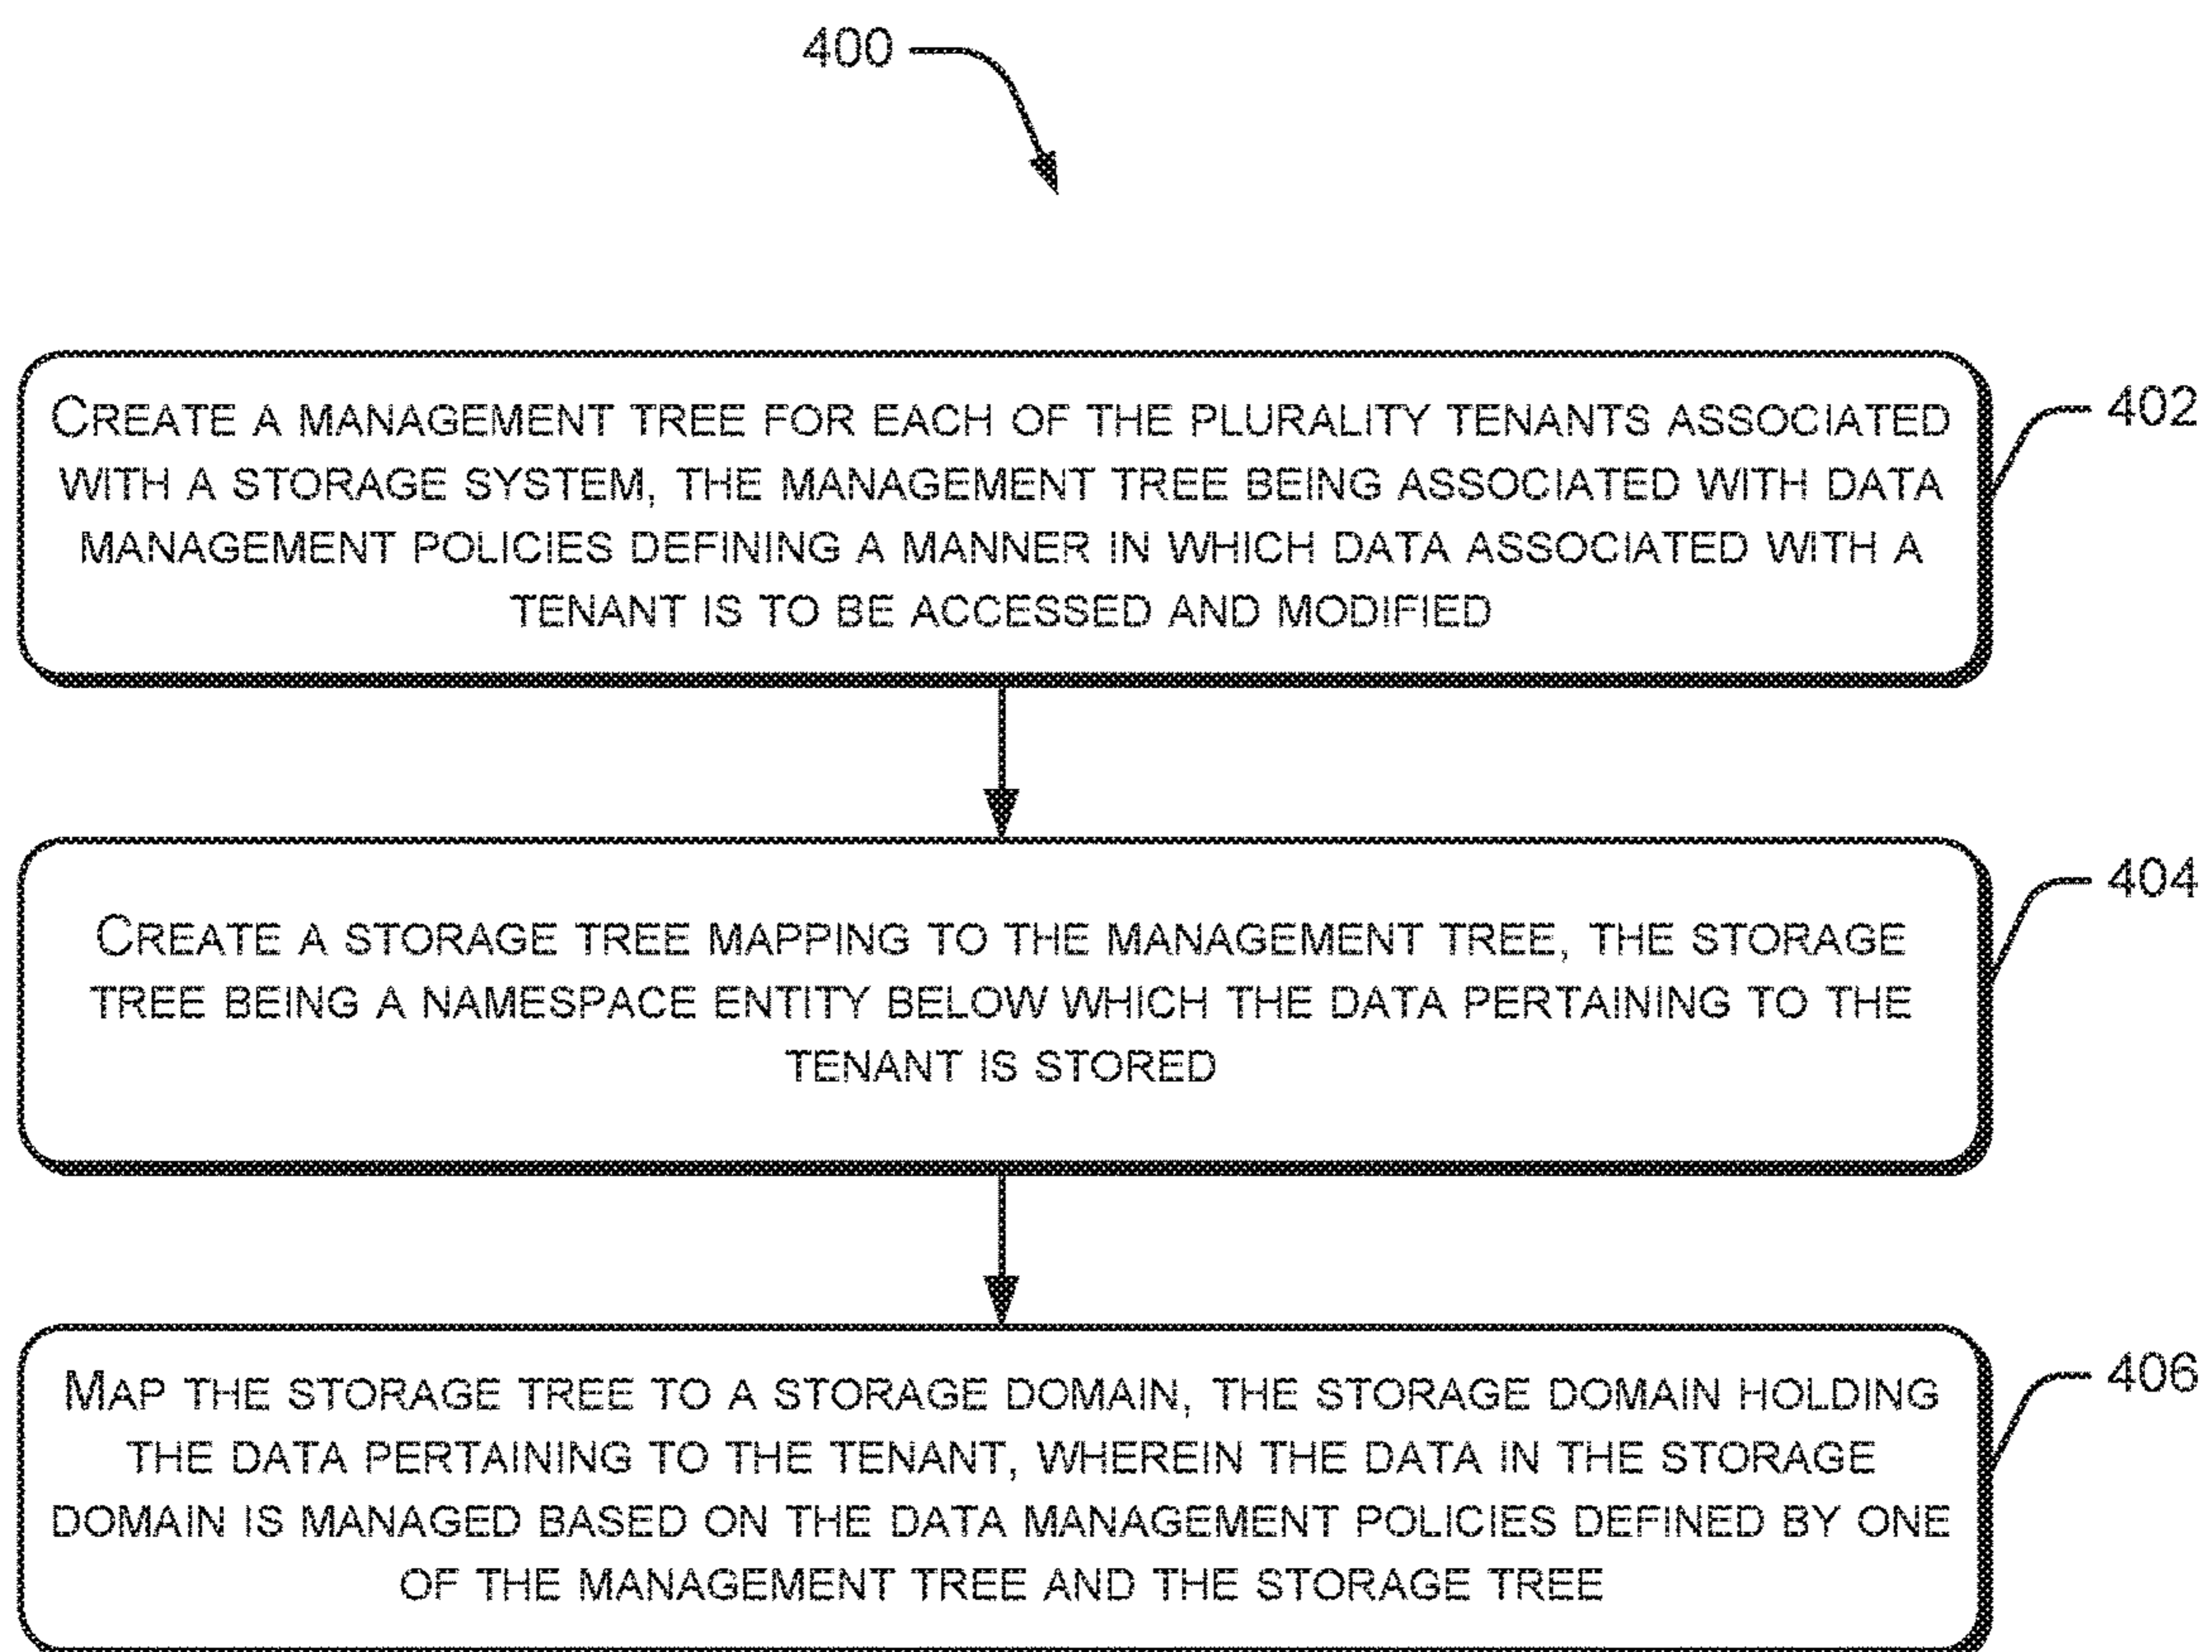 400
CREATE A MANAGEMENT TREE FOR EACH OF THE PLURALITY TENANTS ASSOCIATED
402
WITH A STORAGE SYSTEM, THE MANAGEMENT TREE BEING ASSOCIATED WITH DATA
MANAGEMENT POLICIES DEFINING A MANNER IN WHICH DATA ASSOCIATED WITH A
TENANT IS TO BE ACCESSED AND MODIFIED
404
CREATE A STORAGE TREE MAPPING TO THE MANAGEMENT TREE, THE STORAGE
TREE BEING A NAMESPACE ENTITY BELOW WHICH THE DATA PERTAINING TO THE
TENANT IS STORED
406
MAP THE STORAGE TREE TO A STORAGE DOMAIN, THE STORAGE DOMAIN HOLDING
THE DATA PERTAINING TO THE TENANT, WHEREIN THE DATA IN THE STORAGE
DOMAIN IS MANAGED BASED ON THE DATA MANAGEMENT POLICIES DEFINED BY ONE
OF THE MANAGEMENT TREE AND THE STORAGE TREE